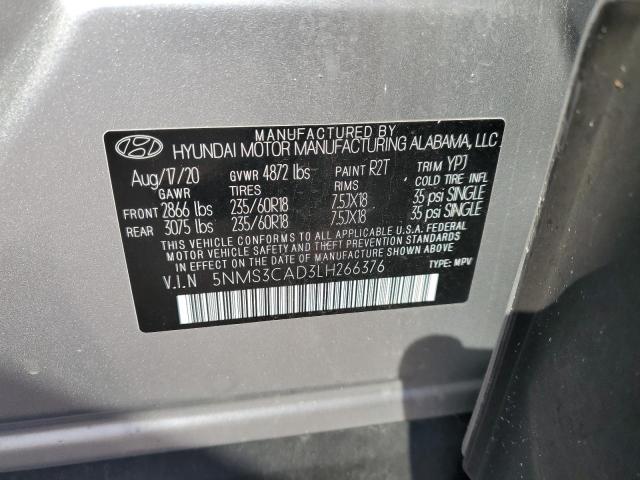 MANUFACTURED BY
HYUNDAI MOTOR MANUFACTURING ALABAMA, LLC
Aug/17/20 GVWR 4872 lbs PAINT R2T TRIM YPJ
GAWR TIRES RIMS COLD TIRE INFL
FRONT 2866 lbs 235/60R18 7.5JX18 35 psi SINGLE
REAR 3075 lbs 235/60R18 7.5JX18 35 psi SINGLE
THIS VEHICLE CONFORMS TO ALL APPLICABLE U.S.A. FEDERAL
MOTOR VEHICLE SAFETY AND THEFT PREVENTION STANDARDS
IN EFFECT ON THE DATE OF MANUFACTURE SHOWN ABOVE.
V.I.N 5NMS3CAD3LH266376 TYPE: MPV